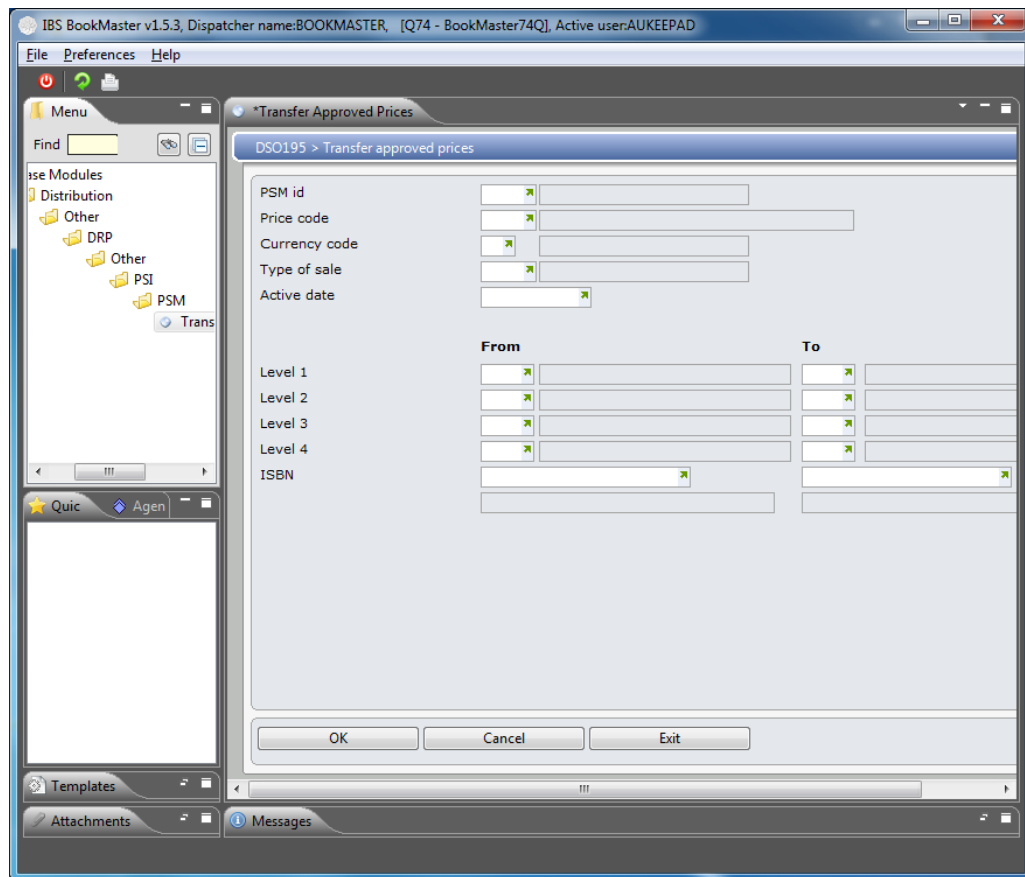 IBS BookMaster v1.5.3, Dispatcher name:BOOKMASTER, [Q74 - BookMaster74Q], Active user:AUKEEPAD
File Preferences Help
Menu
*Transfer Approved Prices
Find
DSO195 > Transfer approved prices
ase Modules
Distribution
Other
DRP
Other
PSI
PSM
Trans
PSM id
Price code
Currency code
Type of sale
Active date
From To
Level 1
Level 2
Level 3
Level 4
ISBN
Quic Agen
OK Cancel Exit
Templates
Attachments
Messages